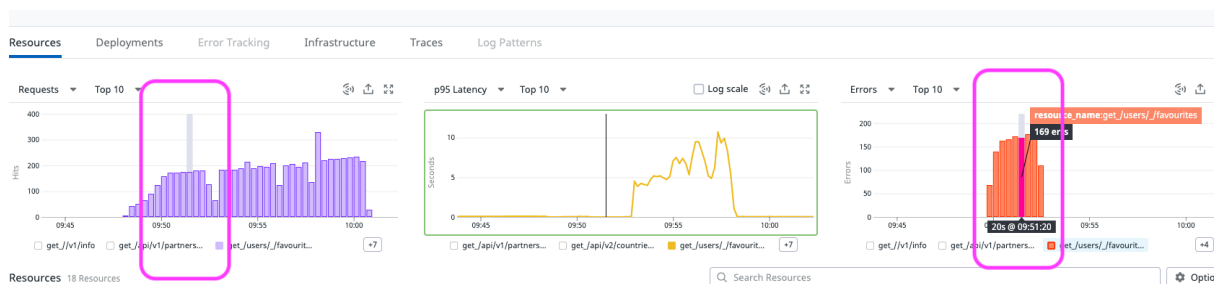 Resources Deployments Error Tracking Infrastructure Traces Log Patterns
Requests Top 10
400
300
200
100
0
Hits
09:45 09:50 09:55 10:00
get_//v1/info get_/api/v1/partners... get_/users/_/favourit... +7
p95 Latency Top 10 Log scale
10
5
0
Seconds
09:45 09:50 09:55 10:00
get_/api/v1/partners... get_/api/v2/countrie... get_/users/_/favourit... +7
Errors Top 10
resource_name:get_/users/_/favourites
169 errs
200
150
100
50
0
Errors
09:45 09:55 10:00
20s @ 09:51:20
get_//v1/info get_/api/v1/partners... get_/users/_/favourit... +4
Resources 18 Resources
Search Resources